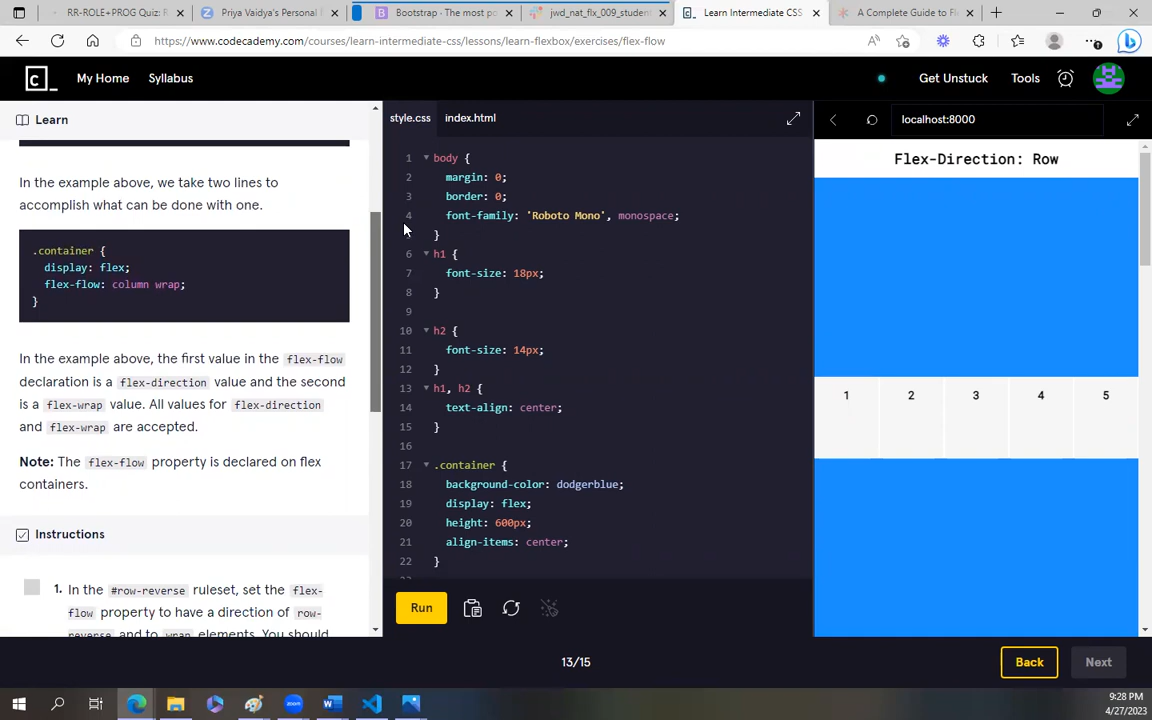 RR-ROLE+PROG Quiz: R
Priya Vaidya's Personal
Bootstrap - The most po
jwd_nat_flx_009_student
Learn Intermediate CSS
A Complete Guide to Fl
https://www.codecademy.com/courses/learn-intermediate-css/lessons/learn-flexbox/exercises/flex-flow
My Home
Syllabus
Get Unstuck
Tools
Learn
In the example above, we take two lines to
accomplish what can be done with one.
.container {
display: flex;
flex-flow: column wrap;
}
In the example above, the first value in the flex-flow
declaration is a flex-direction value and the second
is a flex-wrap value. All values for flex-direction
and flex-wrap are accepted.
Note: The flex-flow property is declared on flex
containers.
Instructions
1. In the #row-reverse ruleset, set the flex-
flow property to have a direction of row-
reverse and to wrap elements. You should
style.css
index.html
1 body {
2 margin: 0;
3 border: 0;
4 font-family: 'Roboto Mono', monospace;
}
6 h1 {
7 font-size: 18px;
8 }
9
10 h2 {
11 font-size: 14px;
12 }
13 h1, h2 {
14 text-align: center;
15 }
16
17 .container {
18 background-color: dodgerblue;
19 display: flex;
20 height: 600px;
21 align-items: center;
22 }
Run
localhost:8000
Flex-Direction: Row
1 2 3 4 5
13/15
Back
Next
9:28 PM
4/27/2023